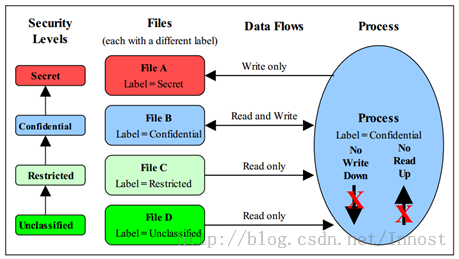 Security
Levels
Files
(each with a different label)
Data Flows
Process
Secret
Confidential
Restricted
Unclassified
File A
Label = Secret
File B
Label = Confidential
File C
Label = Restricted
File D
Label = Unclassified
Write only
Read and Write
Read only
Read only
Process
Label = Confidential
No
Write
Down
No
Read
Up
X
X
http://blog.csdn.net/Innost